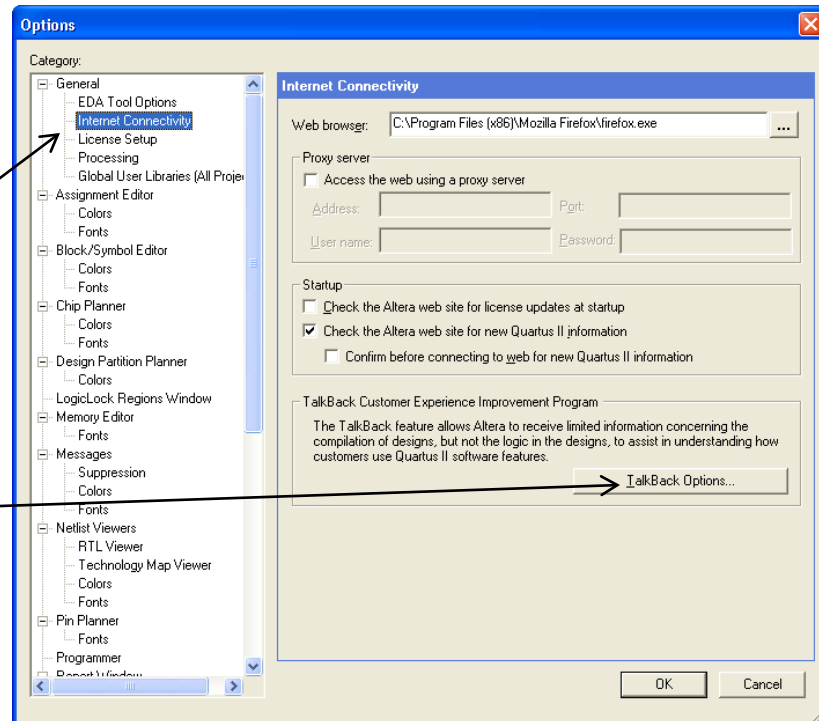 Options
Category:
General
EDA Tool Options
Internet Connectivity
License Setup
Processing
Global User Libraries (All Proje
Assignment Editor
Colors
Fonts
Block/Symbol Editor
Colors
Fonts
Chip Planner
Colors
Fonts
Design Partition Planner
Colors
LogicLock Regions Window
Memory Editor
Fonts
Messages
Suppression
Colors
Fonts
Netlist Viewers
RTL Viewer
Technology Map Viewer
Colors
Fonts
Pin Planner
Fonts
Programmer
Report Window
Internet Connectivity
Web browser: C:\Program Files (x86)\Mozilla Firefox\firefox.exe ...
Proxy server
Access the web using a proxy server
Address: Port:
User name: Password:
Startup
Check the Altera web site for license updates at startup
Check the Altera web site for new Quartus II information
Confirm before connecting to web for new Quartus II information
TalkBack Customer Experience Improvement Program
The TalkBack feature allows Altera to receive limited information concerning the
compilation of designs, but not the logic in the designs, to assist in understanding how
customers use Quartus II software features.
TalkBack Options...
OK Cancel